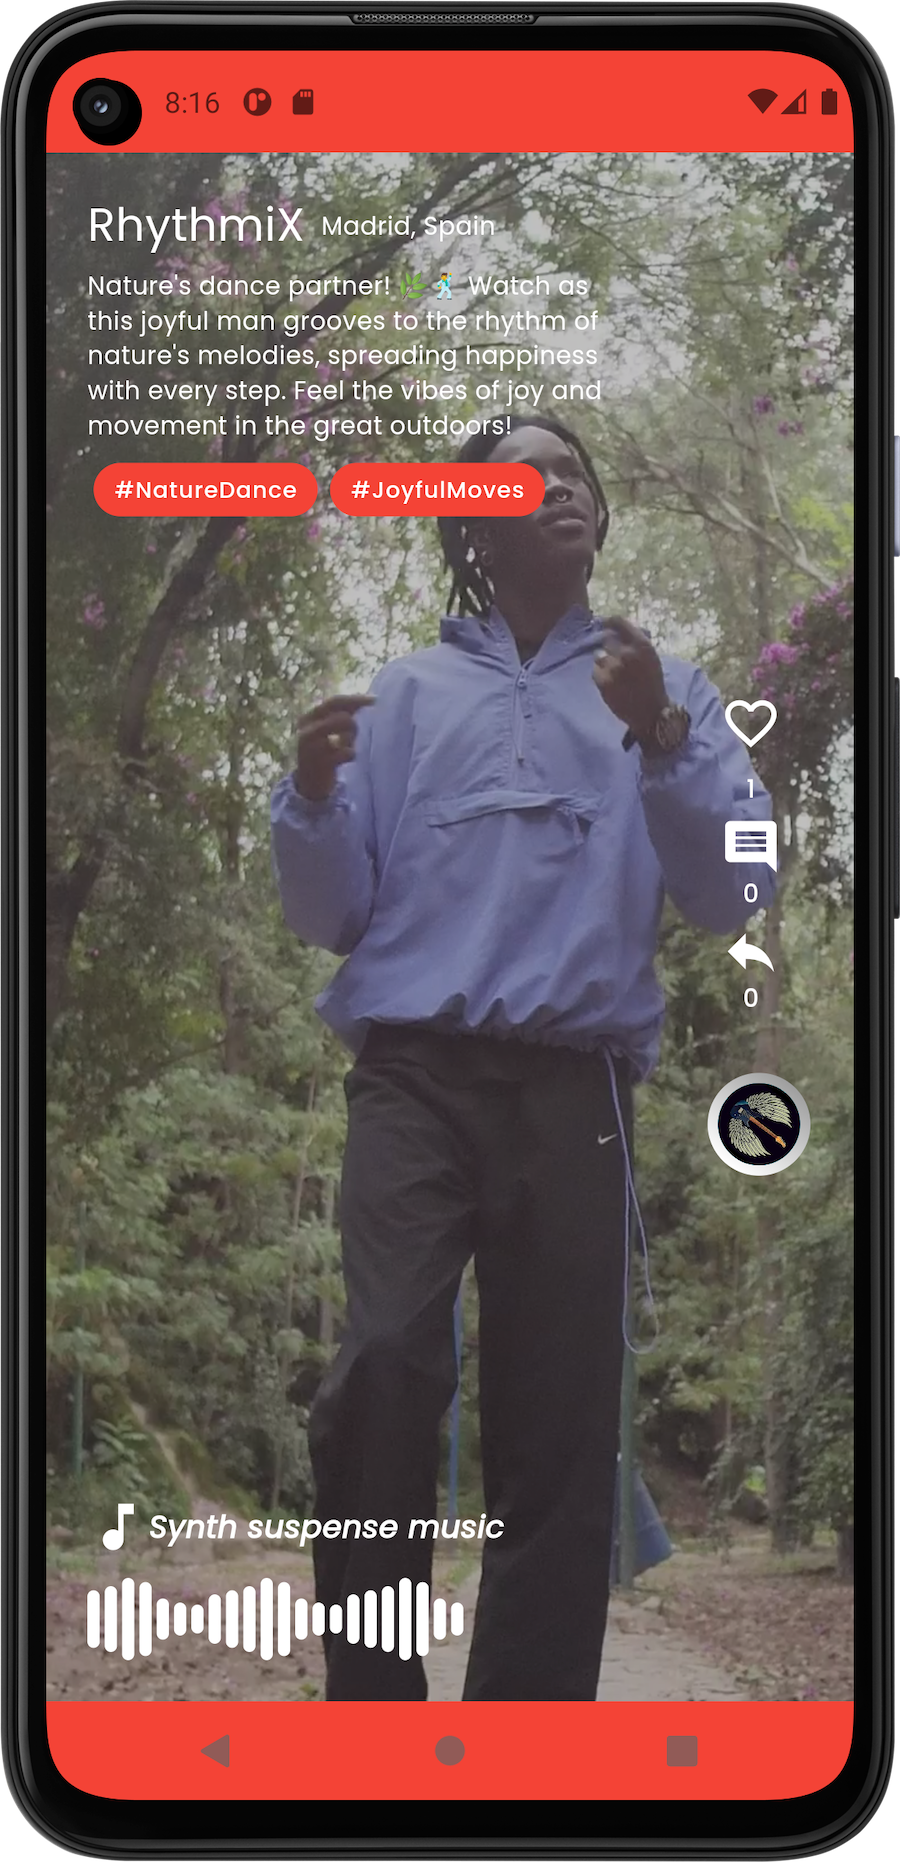 8:16
RhythmiX Madrid, Spain
Nature's dance partner! 🌿🕺 Watch as
this joyful man grooves to the rhythm of
nature's melodies, spreading happiness
with every step. Feel the vibes of joy and
movement in the great outdoors!
#NatureDance #JoyfulMoves
1
0
0
Synth suspense music